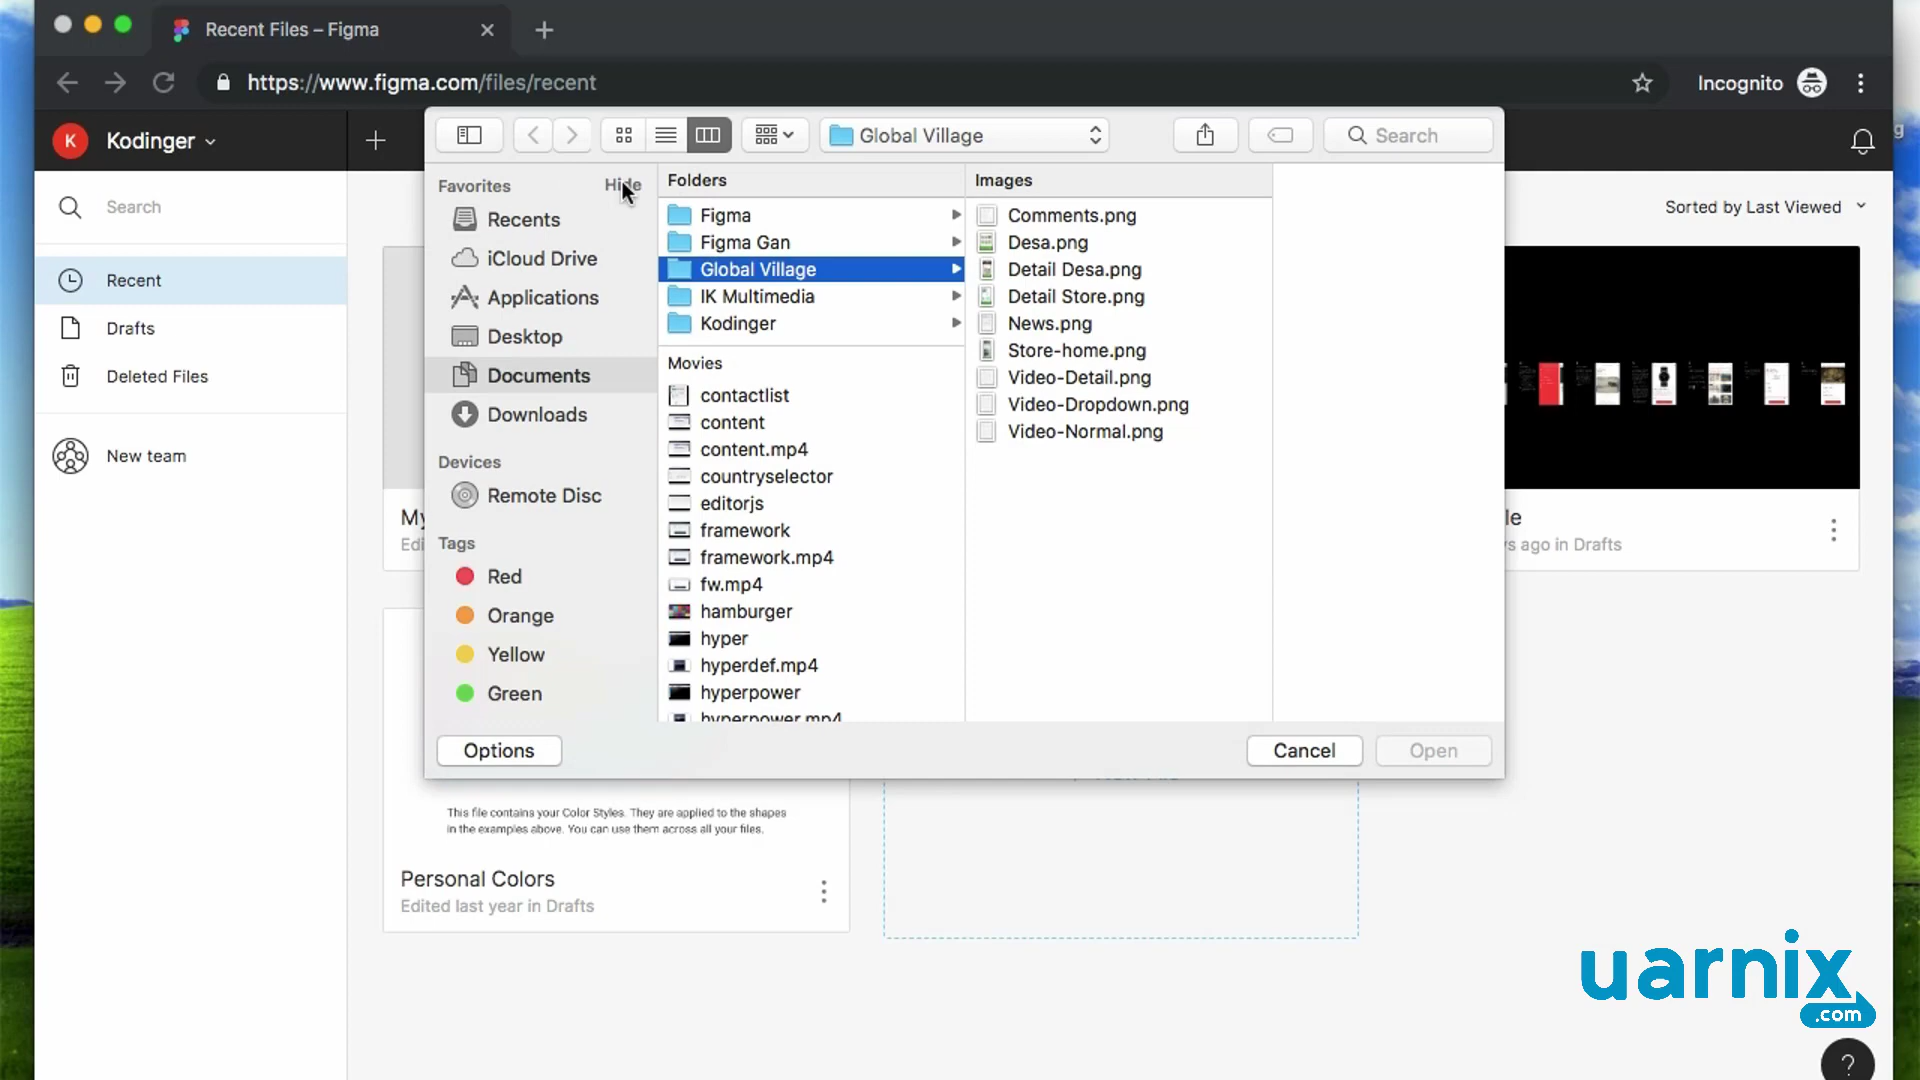 Recent Files – Figma
https://www.figma.com/files/recent
Incognito
K
Kodinger
Global Village
Search
Search
Recent
Drafts
Deleted Files
New team
Favorites
Hide
Recents
iCloud Drive
Applications
Desktop
Documents
Downloads
Devices
Remote Disc
Tags
Red
Orange
Yellow
Green
Folders
Figma
Figma Gan
Global Village
IK Multimedia
Kodinger
Movies
contactlist
content
content.mp4
countryselector
editorjs
framework
framework.mp4
fw.mp4
hamburger
hyper
hyperdef.mp4
hyperpower
hyperpower.mp4
Images
Comments.png
Desa.png
Detail Desa.png
Detail Store.png
News.png
Store-home.png
Video-Detail.png
Video-Dropdown.png
Video-Normal.png
Options
Cancel
Open
Sorted by Last Viewed
My
Edi
le
s ago in Drafts
This file contains your Color Styles. They are applied to the shapes
in the examples above. You can use them across all your files.
Personal Colors
Edited last year in Drafts
uarnix
.com
?